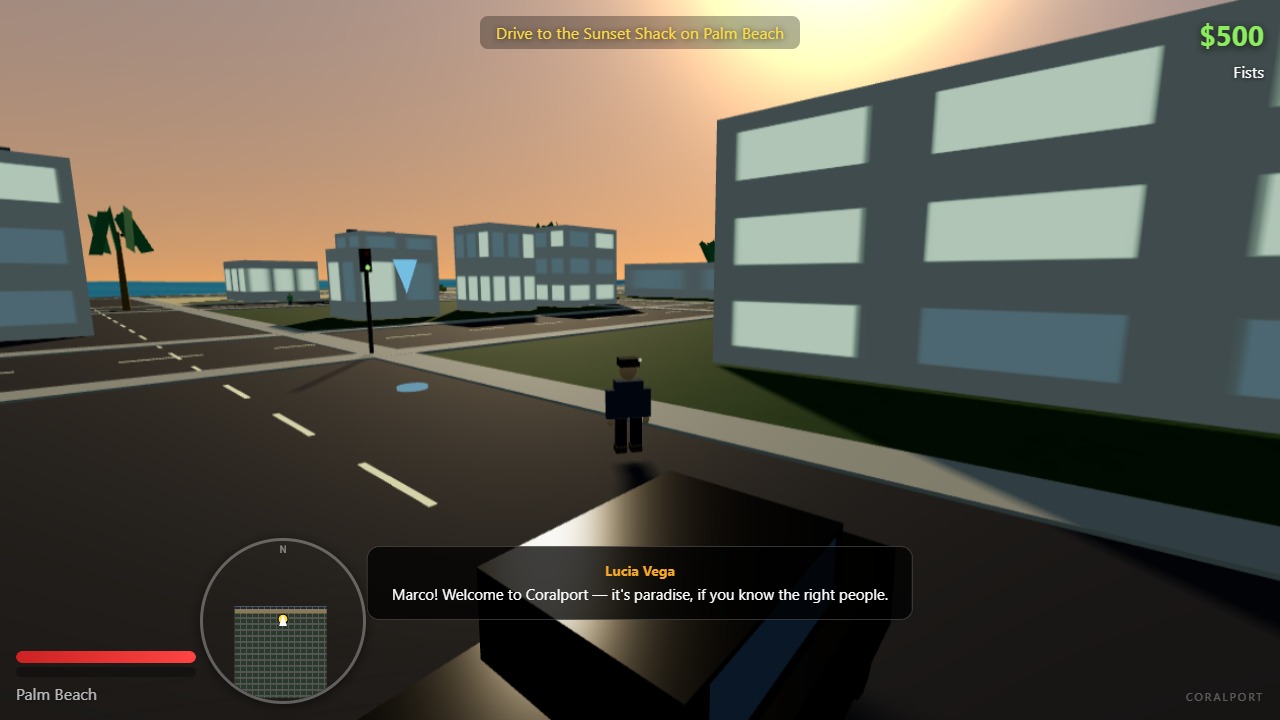 Drive to the Sunset Shack on Palm Beach
$500
Fists
N
Lucia Vega
Marco! Welcome to Coralport — it's paradise, if you know the right people.
Palm Beach
CORALPORT